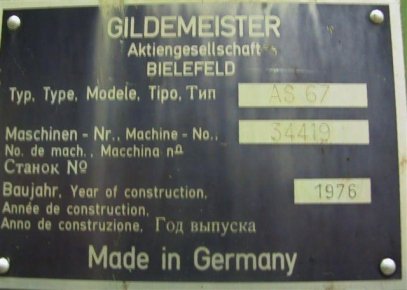 GILDEMEISTER
Aktiengesellschaft
BIELEFELD
Typ, Type, Modele, Tipo, Тип AS 67
Maschinen - Nr., Machine - No., 34419
No. de mach., Macchina nº
Станок №
Baujahr, Year of construction, 1976
Année de construction,
Anno de construzione, Год выпуска
Made in Germany